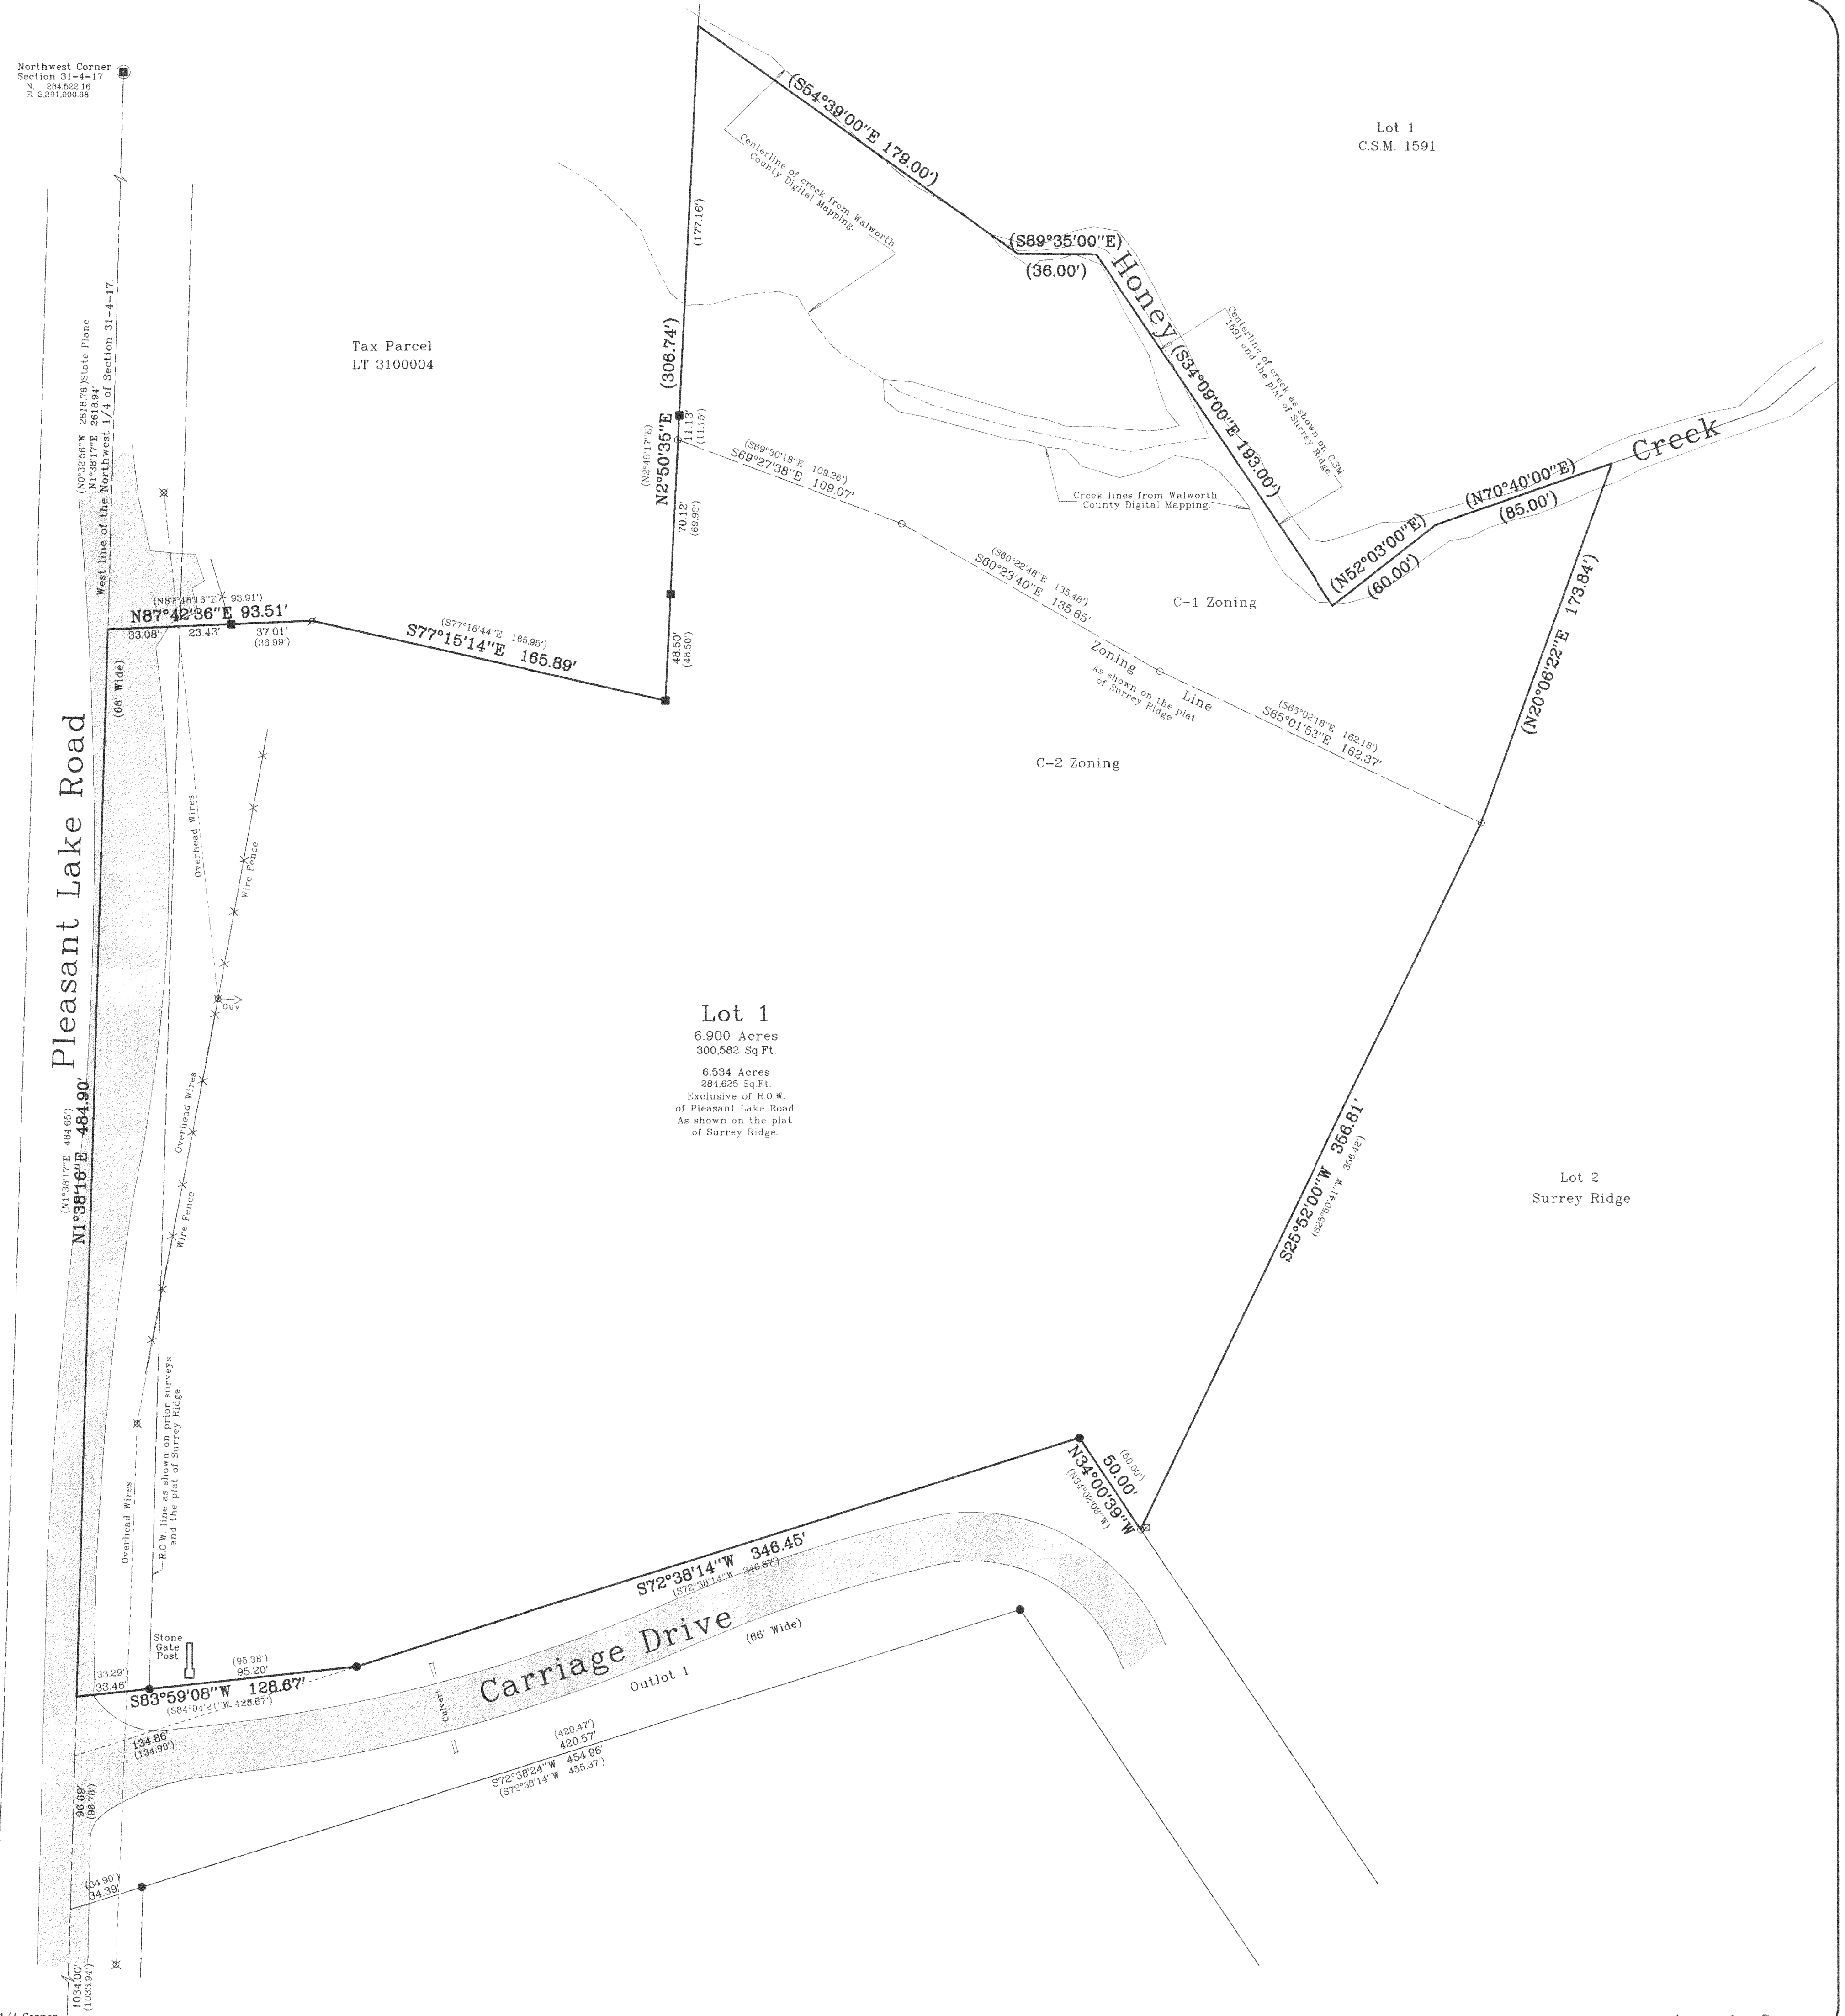 Northwest Corner
Section 31-4-17
N. 284,522.16
E. 2,391,000.68
Lot 1
C.S.M. 1591
(S54°39'00"E 179.00')
Centerline of creek from Walworth
County Digital Mapping.
(177.16')
(S89°35'00"E)
(36.00')
Honey
Creek
(S34°09'00"E 193.00')
Centerline of creek as shown on C.S.M.
1591 and the plat of Surrey Ridge.
Tax Parcel
LT 3100004
(N0°32'56"W 2618.76')State Plane
N1°38'17"E 2618.94'
West line of the Northwest 1/4 of Section 31-4-17
(306.74')
N2°50'35"E
(N2°45'17"E)
11.13'
(11.15')
70.12'
(69.93')
48.50'
(48.50')
(S69°30'18"E 109.26')
S69°27'38"E 109.07'
Creek lines from Walworth
County Digital Mapping.
(N70°40'00"E)
(85.00')
(N52°03'00"E)
(60.00')
(S60°22'48"E 135.48')
S60°23'40"E 135.65'
C-1 Zoning
(N20°06'22"E 173.84')
(N87°48'16"E 93.91')
N87°42'36"E 93.51'
33.08'
23.43'
37.01'
(36.99')
(S77°16'44"E 165.95')
S77°15'14"E 165.89'
Zoning Line
As shown on the plat
of Surrey Ridge.
(S65°02'18"E 162.18')
S65°01'53"E 162.37'
C-2 Zoning
(66' Wide)
Pleasant Lake Road
Overhead Wires
Wire Fence
Guy
Lot 1
6.900 Acres
300,582 Sq.Ft.
6.534 Acres
284,625 Sq.Ft.
Exclusive of R.O.W.
of Pleasant Lake Road
As shown on the plat
of Surrey Ridge.
(N1°38'17"E 484.65')
N1°38'16"E 484.90'
Overhead Wires
Wire Fence
S25°52'00"W 356.81'
(S25°50'41"W 356.42')
Lot 2
Surrey Ridge
R.O.W. line as shown on prior surveys
and the plat of Surrey Ridge.
Overhead Wires
(50.00')
50.00'
N34°00'39"W
(N34°02'08"W)
S72°38'14"W 346.45'
(S72°38'14"W 346.87')
Stone
Gate
Post
(33.29')
33.46'
(95.38')
95.20'
S83°59'08"W 128.67'
(S84°04'21"W 128.67')
134.86'
(134.90')
Culvert
Carriage Drive
(66' Wide)
Outlot 1
(420.47')
420.57'
S72°38'24"W 454.96'
(S72°38'14"W 455.37')
96.69'
(96.78')
(34.90')
34.39'
1034.00'
(1033.94')
1/4 Corner